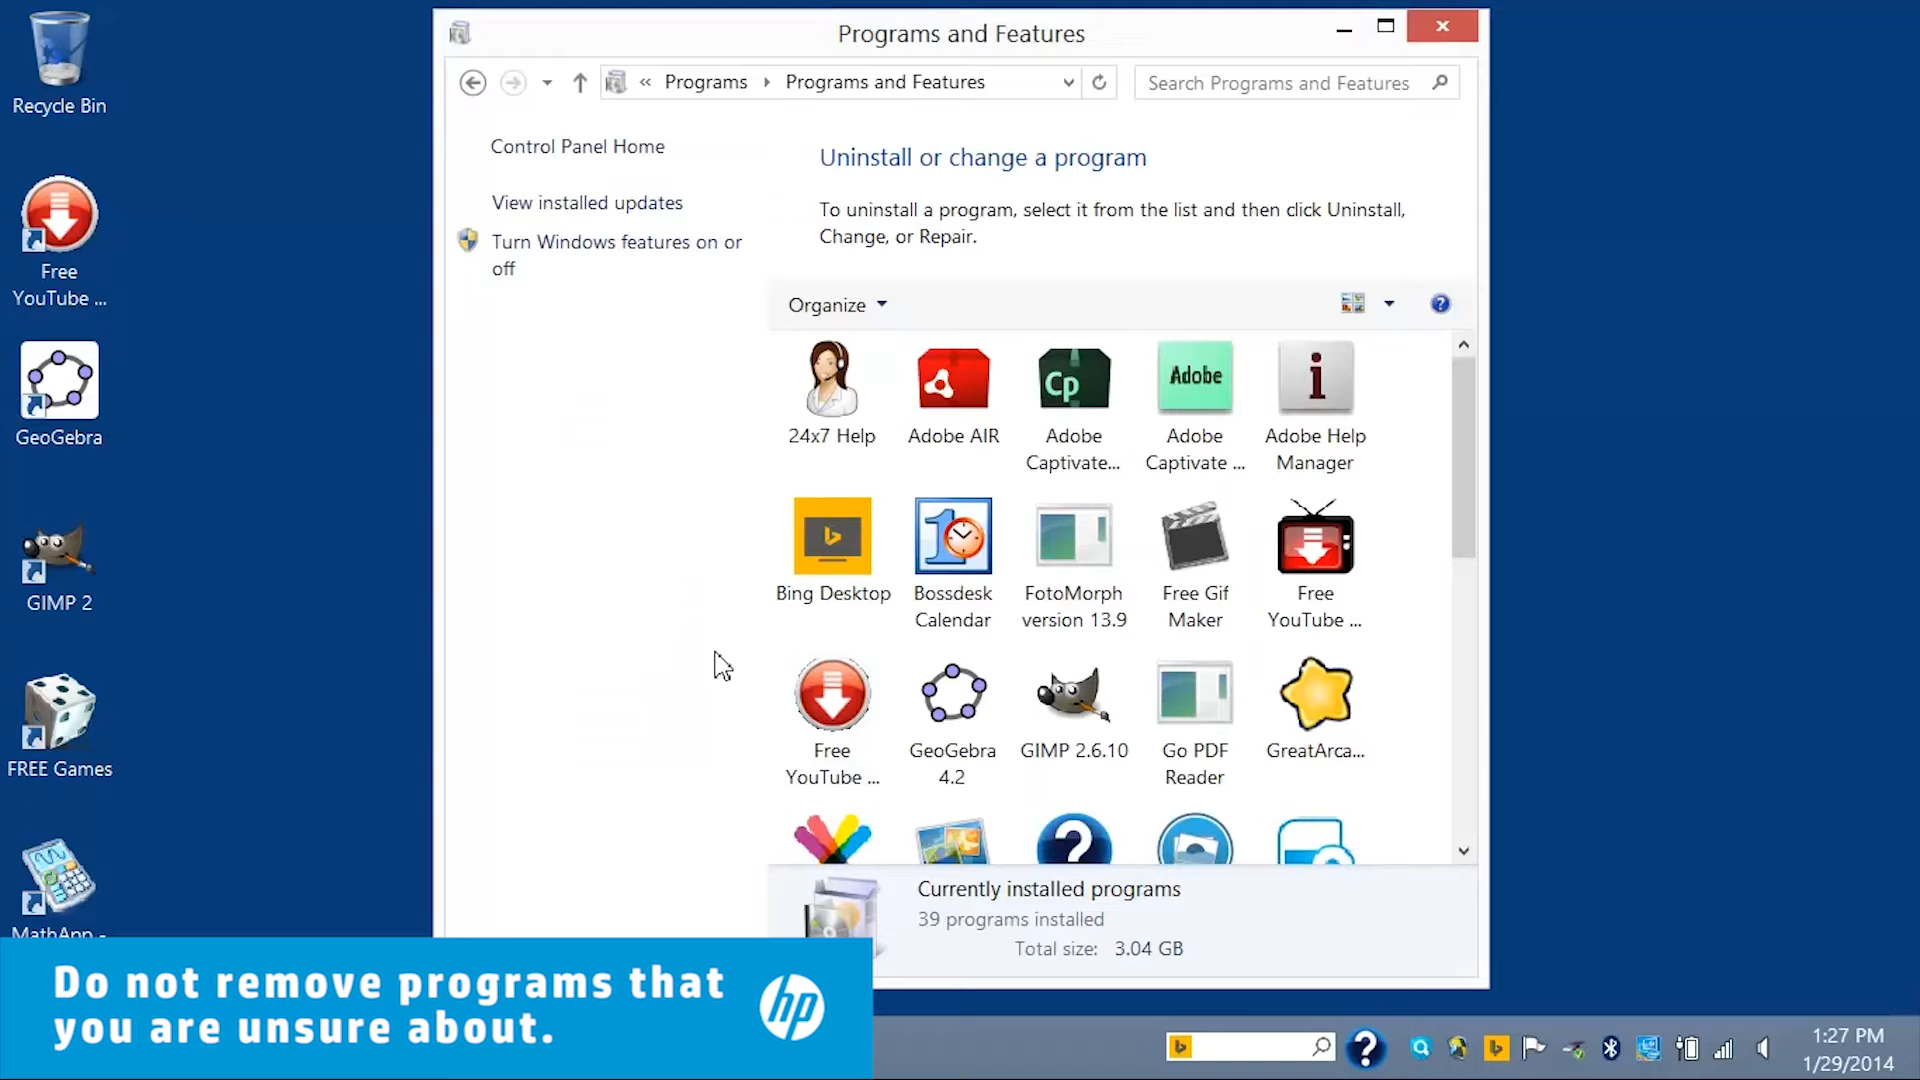 Recycle Bin
Free
YouTube ...
GeoGebra
GIMP 2
FREE Games
MathApp -
Programs and Features
« Programs Programs and Features
Search Programs and Features
Control Panel Home
View installed updates
Turn Windows features on or
off
Uninstall or change a program
To uninstall a program, select it from the list and then click Uninstall,
Change, or Repair.
Organize
Cp
Adobe
i
24x7 Help
Adobe AIR
Adobe
Captivate...
Adobe
Captivate ...
Adobe Help
Manager
b
1
Bing Desktop
Bossdesk
Calendar
FotoMorph
version 13.9
Free Gif
Maker
Free
YouTube ...
Free
YouTube ...
GeoGebra
4.2
GIMP 2.6.10
Go PDF
Reader
GreatArca...
?
Currently installed programs
39 programs installed
Total size: 3.04 GB
Do not remove programs that
you are unsure about.
hp
1:27 PM
1/29/2014